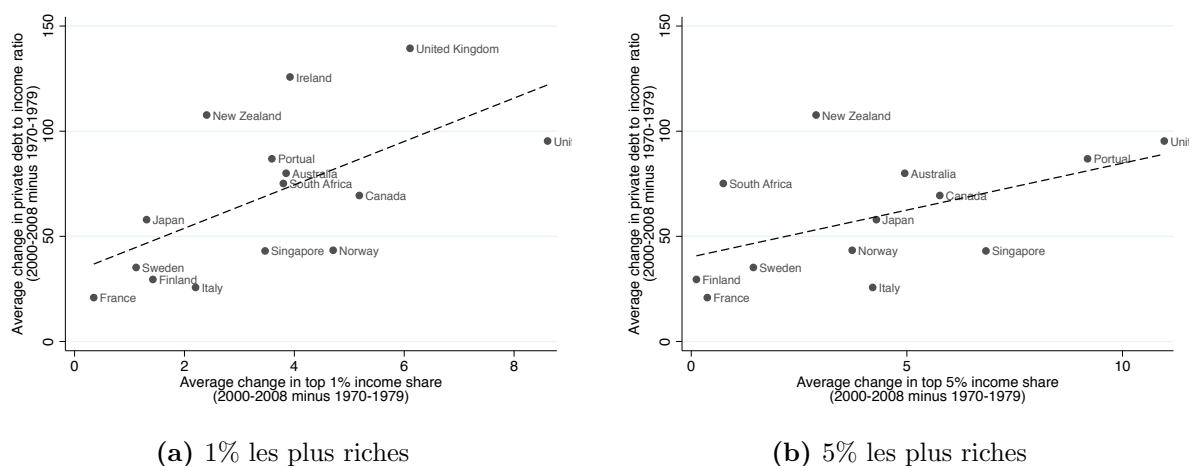 Average change in private debt to income ratio
(2000-2008 minus 1970-1979)
150
100
50
0
United Kingdom
Ireland
New Zealand
Unit
Portual
Australia
South Africa
Canada
Japan
Singapore
Norway
Sweden
Finland
Italy
France
0 2 4 6 8
Average change in top 1% income share
(2000-2008 minus 1970-1979)
(a) 1% les plus riches
Average change in private debt to income ratio
(2000-2008 minus 1970-1979)
150
100
50
0
New Zealand
Unit
Portual
Australia
South Africa
Canada
Japan
Norway
Singapore
Sweden
Finland
Italy
France
0 5 10
Average change in top 5% income share
(2000-2008 minus 1970-1979)
(b) 5% les plus riches